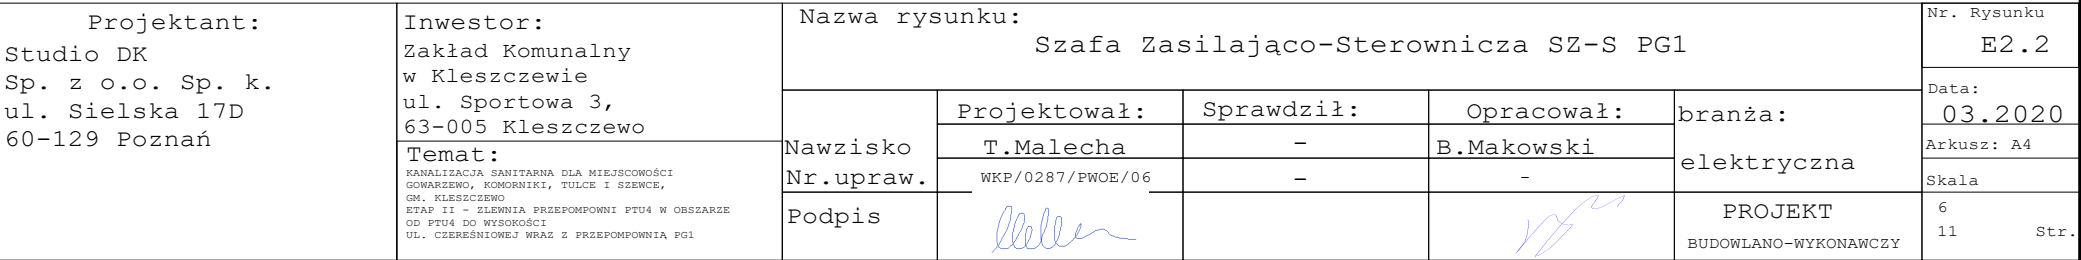 Projektant:
Studio DK
Sp. z o.o. Sp. k.
ul. Sielska 17D
60-129 Poznań
Inwestor:
Zakład Komunalny
w Kleszczewie
ul. Sportowa 3,
63-005 Kleszczewo
Temat:
KANALIZACJA SANITARNA DLA MIEJSCOWOŚCI
GOWARZEWO, KOMORNIKI, TULCE I SZEWCE,
GM. KLESZCZEWO
ETAP II - ZLEWNIA PRZEPOMPOWNI PTU4 W OBSZARZE
OD PTU4 DO WYSOKOŚCI
UL. CZEREŚNIOWEJ WRAZ Z PRZEPOMPOWNIĄ PG1
Nazwa rysunku:
Szafa Zasilająco-Sterownicza SZ-S PG1
Projektował: Sprawdził: Opracował:
Nawzisko T.Malecha - B.Makowski
Nr.upraw. WKP/0287/PWOE/06 - -
Podpis
branża:
elektryczna
PROJEKT
BUDOWLANO-WYKONAWCZY
Nr. Rysunku
E2.2
Data:
03.2020
Arkusz: A4
Skala
6
11 Str.